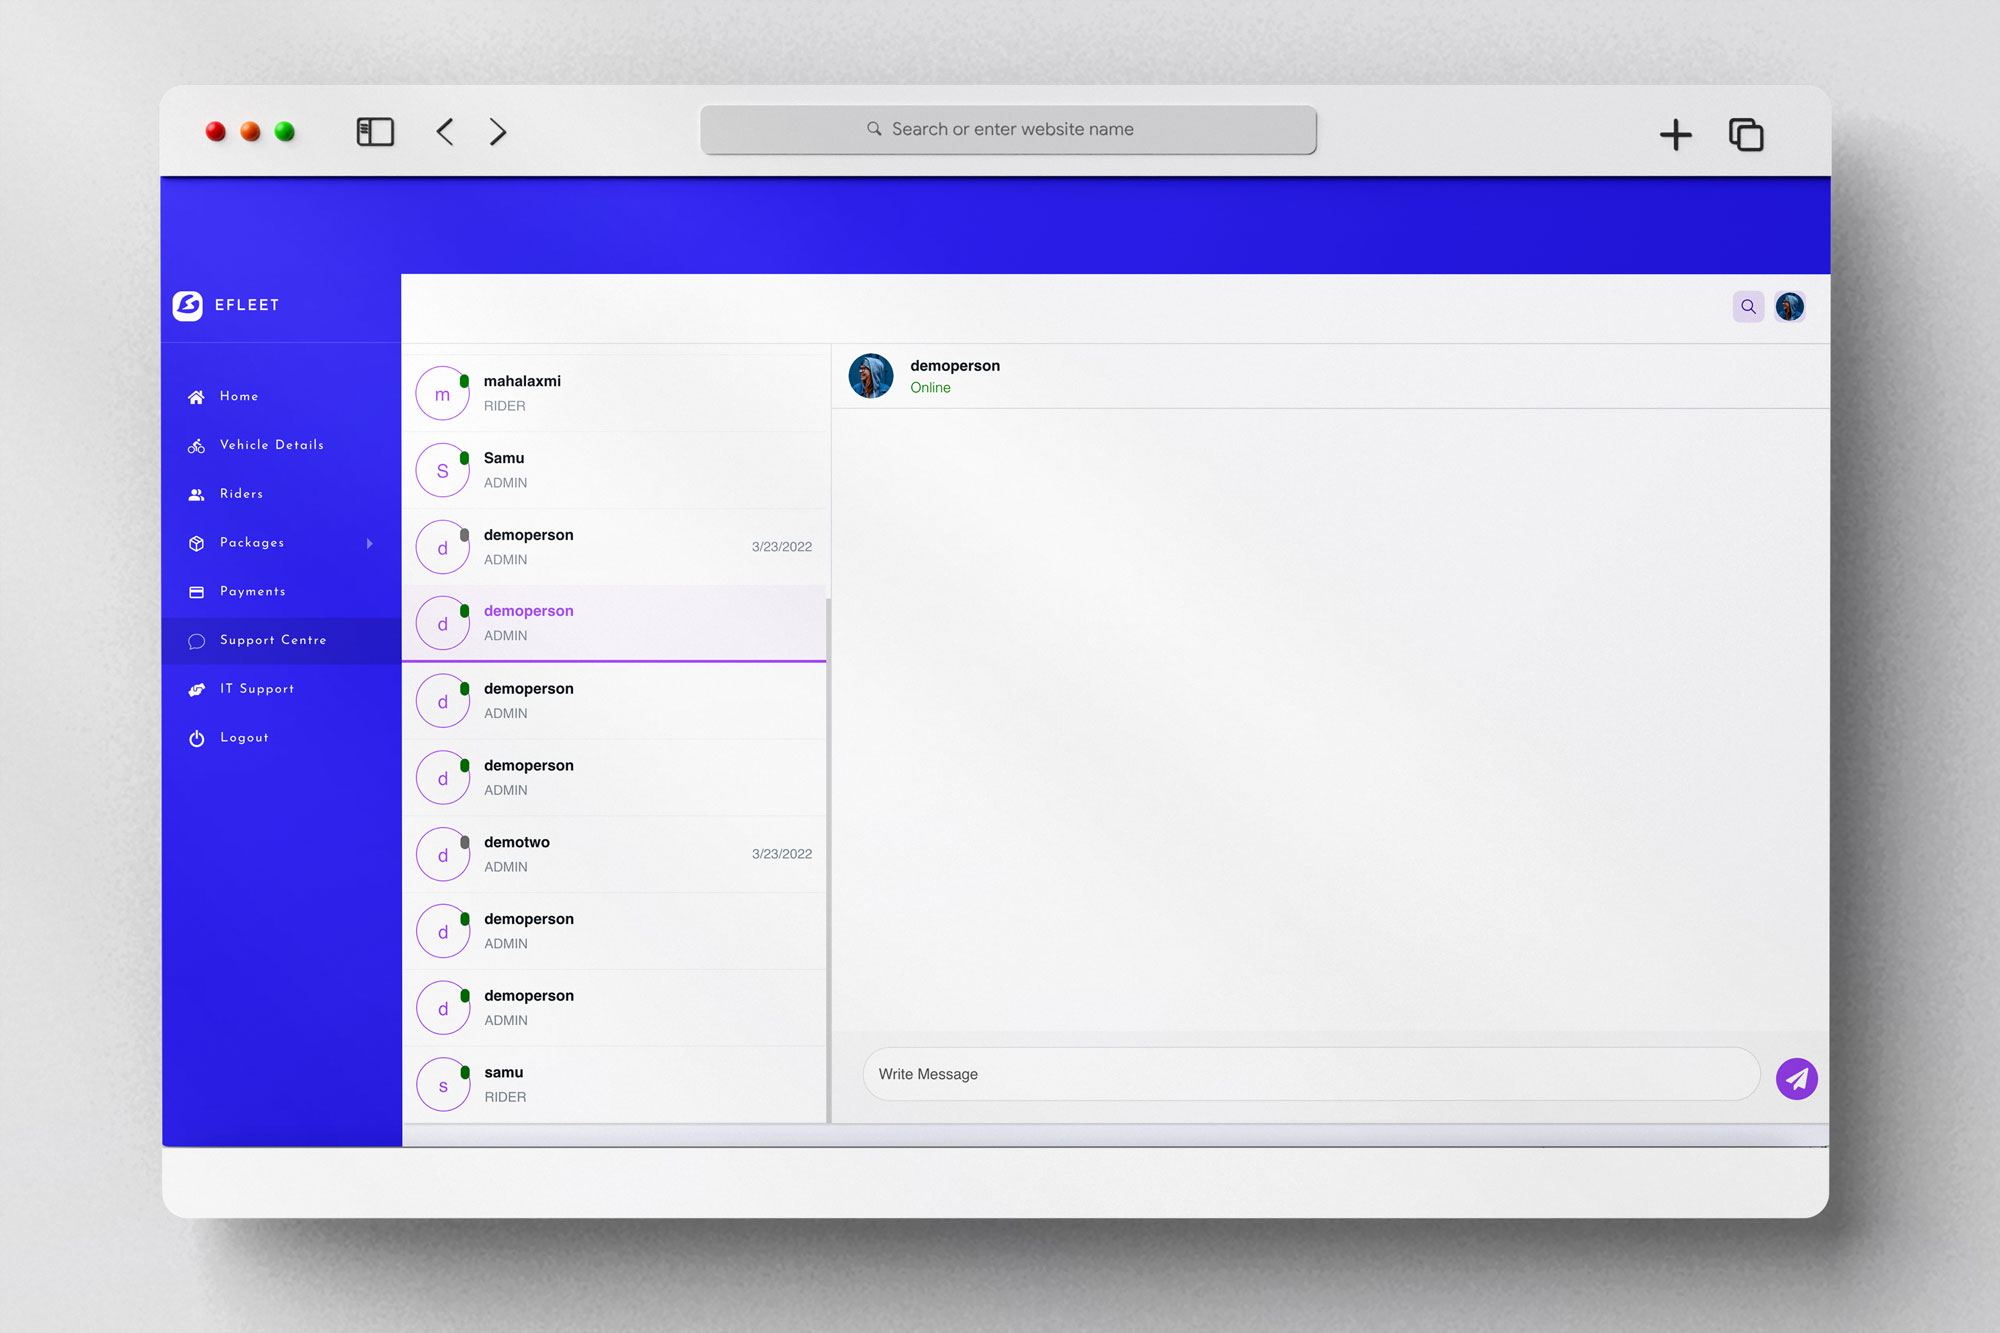 Search or enter website name
EFLEET
Home
Vehicle Details
Riders
Packages
Payments
Support Centre
IT Support
Logout
m
mahalaxmi
RIDER
S
Samu
ADMIN
d
demoperson
ADMIN
3/23/2022
d
demoperson
ADMIN
d
demoperson
ADMIN
d
demoperson
ADMIN
d
demotwo
ADMIN
3/23/2022
d
demoperson
ADMIN
d
demoperson
ADMIN
s
samu
RIDER
demoperson
Online
Write Message